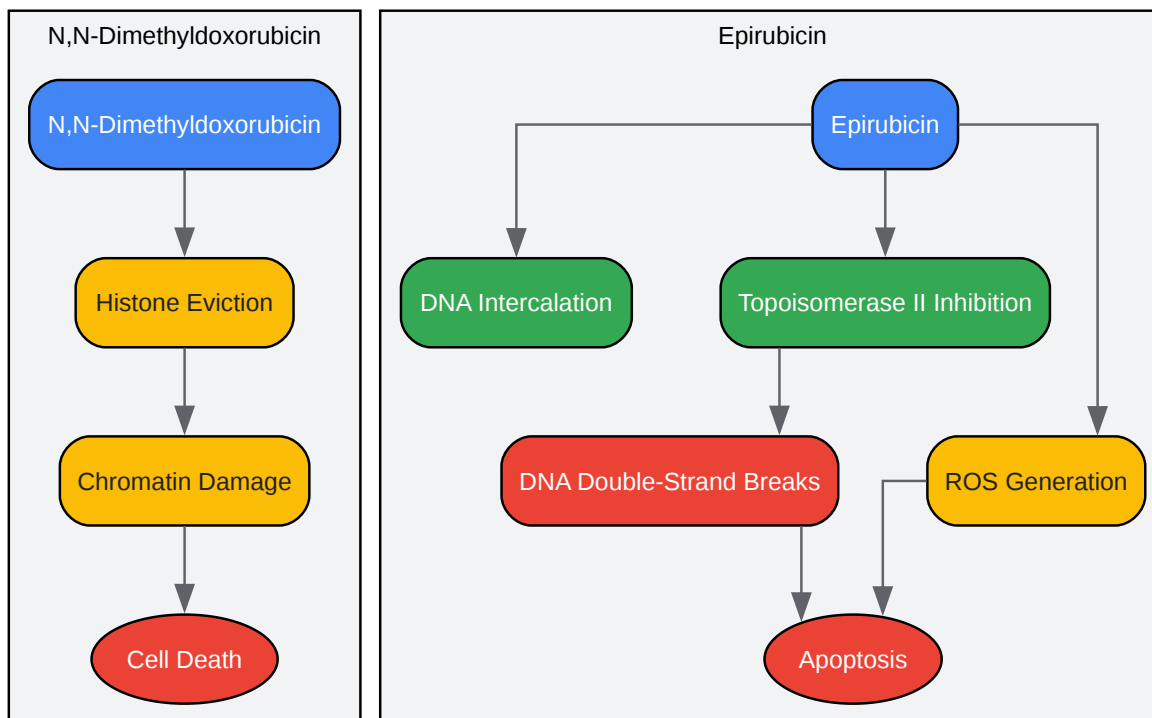 N,N-Dimethyldoxorubicin
N,N-Dimethyldoxorubicin
Histone Eviction
Chromatin Damage
Cell Death
Epirubicin
Epirubicin
DNA Intercalation
Topoisomerase II Inhibition
DNA Double-Strand Breaks
ROS Generation
Apoptosis